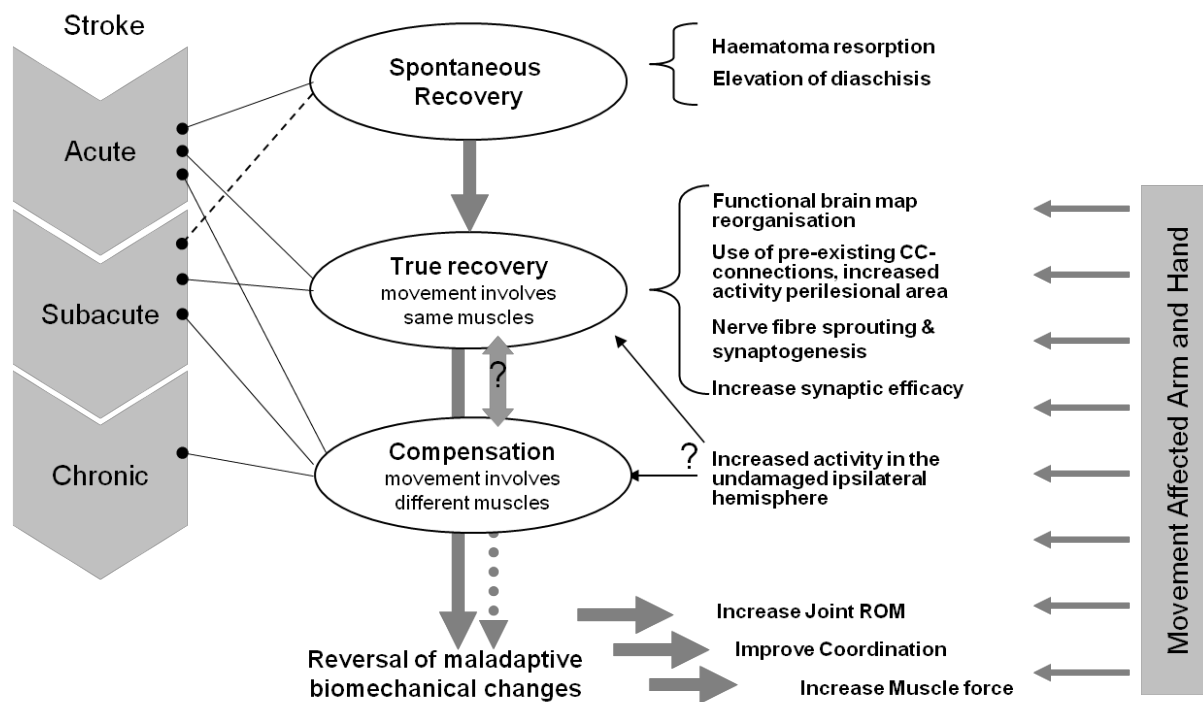 Stroke
Acute
Subacute
Chronic
Spontaneous
Recovery
Haematoma resorption
Elevation of diaschisis
True recovery
movement involves
same muscles
Functional brain map
reorganisation
Use of pre-existing CC-
connections, increased
activity perilesional area
Nerve fibre sprouting &
synaptogenesis
Increase synaptic efficacy
?
Compensation
movement involves
different muscles
?
Increased activity in the
undamaged ipsilateral
hemisphere
Reversal of maladaptive
biomechanical changes
Increase Joint ROM
Improve Coordination
Increase Muscle force
Movement Affected Arm and Hand